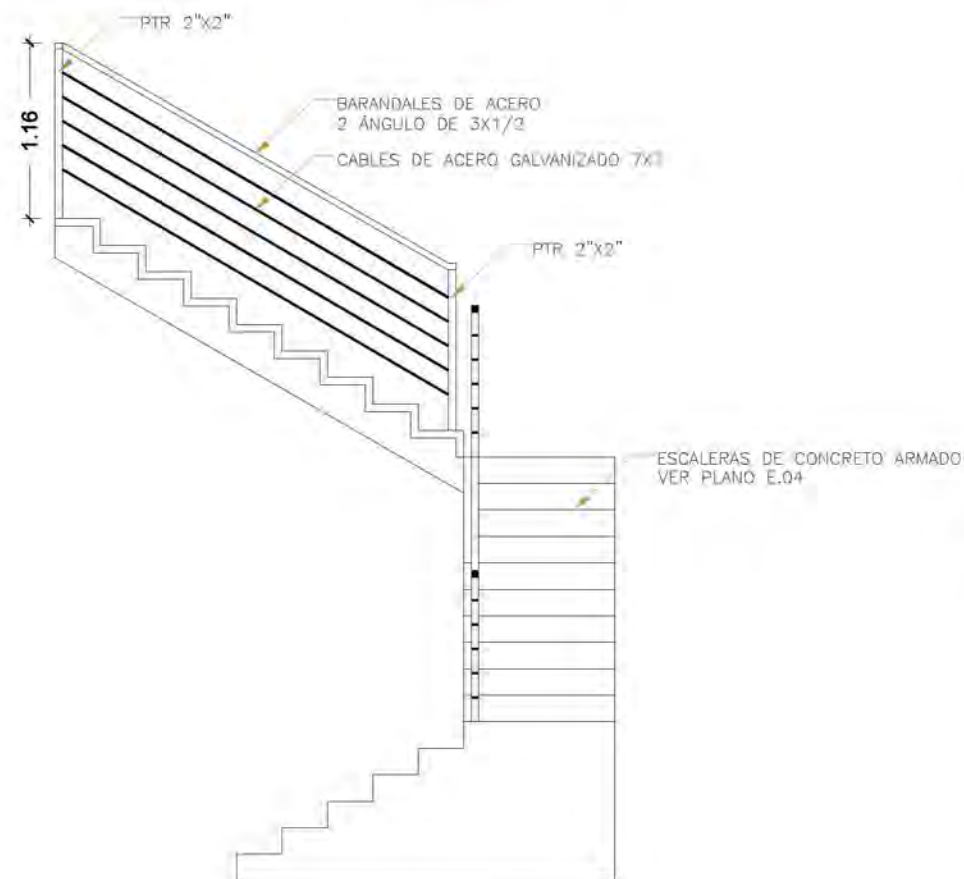 PTR 2"X2"
BARANDALES DE ACERO
2 ÁNGULO DE 3X1/2
CABLES DE ACERO GALVANIZADO 7X7
1.16
PTR 2"X2"
ESCALERAS DE CONCRETO ARMADO
VER PLANO E.04